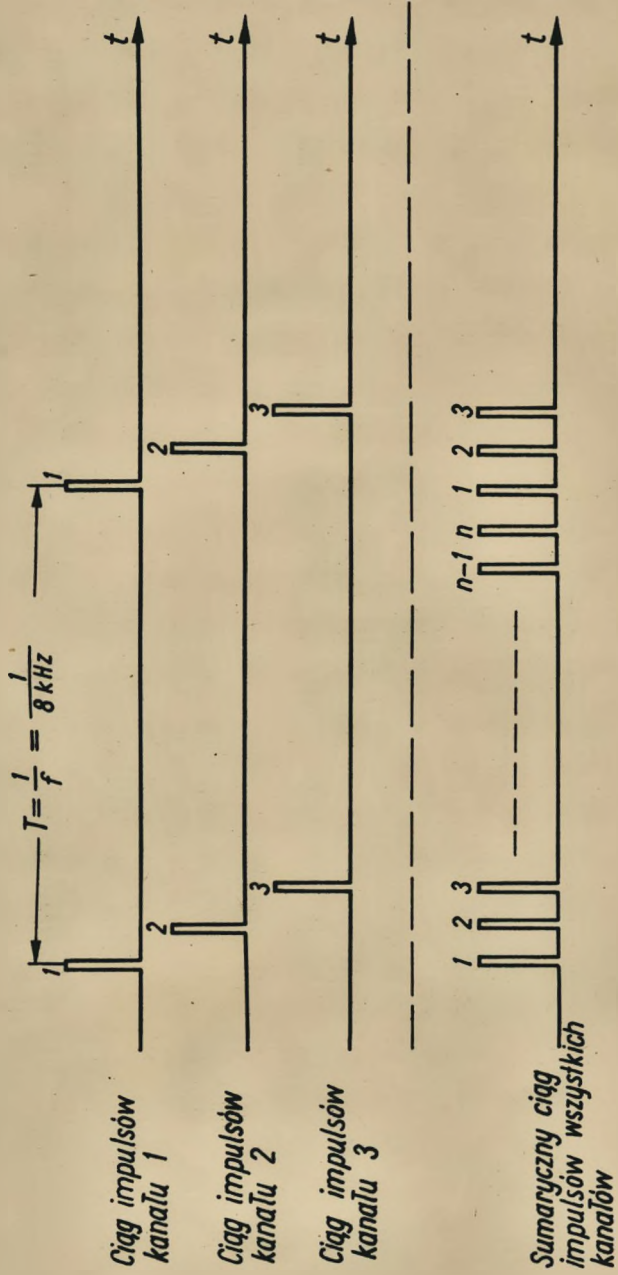 T = 1/f = 1/8 kHz
1 1
Ciąg impulsów
kanału 1
t
2 2
Ciąg impulsów
kanału 2
t
3 3
Ciąg impulsów
kanału 3
t
1 2 3 n-1 n 1 2 3
Sumaryczny ciąg
impulsów wszystkich
kanałów
t